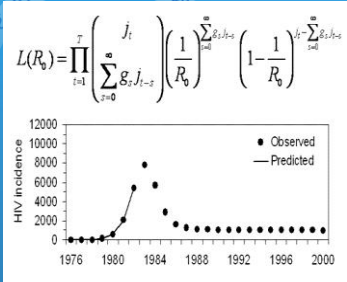 L(R₀) = ∏_{t=1}^{T} \binom{j_t}{∑_{s=0}^{∞} g_s j_{t-s}} (1/R₀)^{∑_{s=0}^{∞} g_s j_{t-s}} (1 − 1/R₀)^{j_t − ∑_{s=0}^{∞} g_s j_{t-s}}
12000
10000
8000
6000
4000
2000
0
HIV incidence
Observed
Predicted
1976 1980 1984 1988 1992 1996 2000